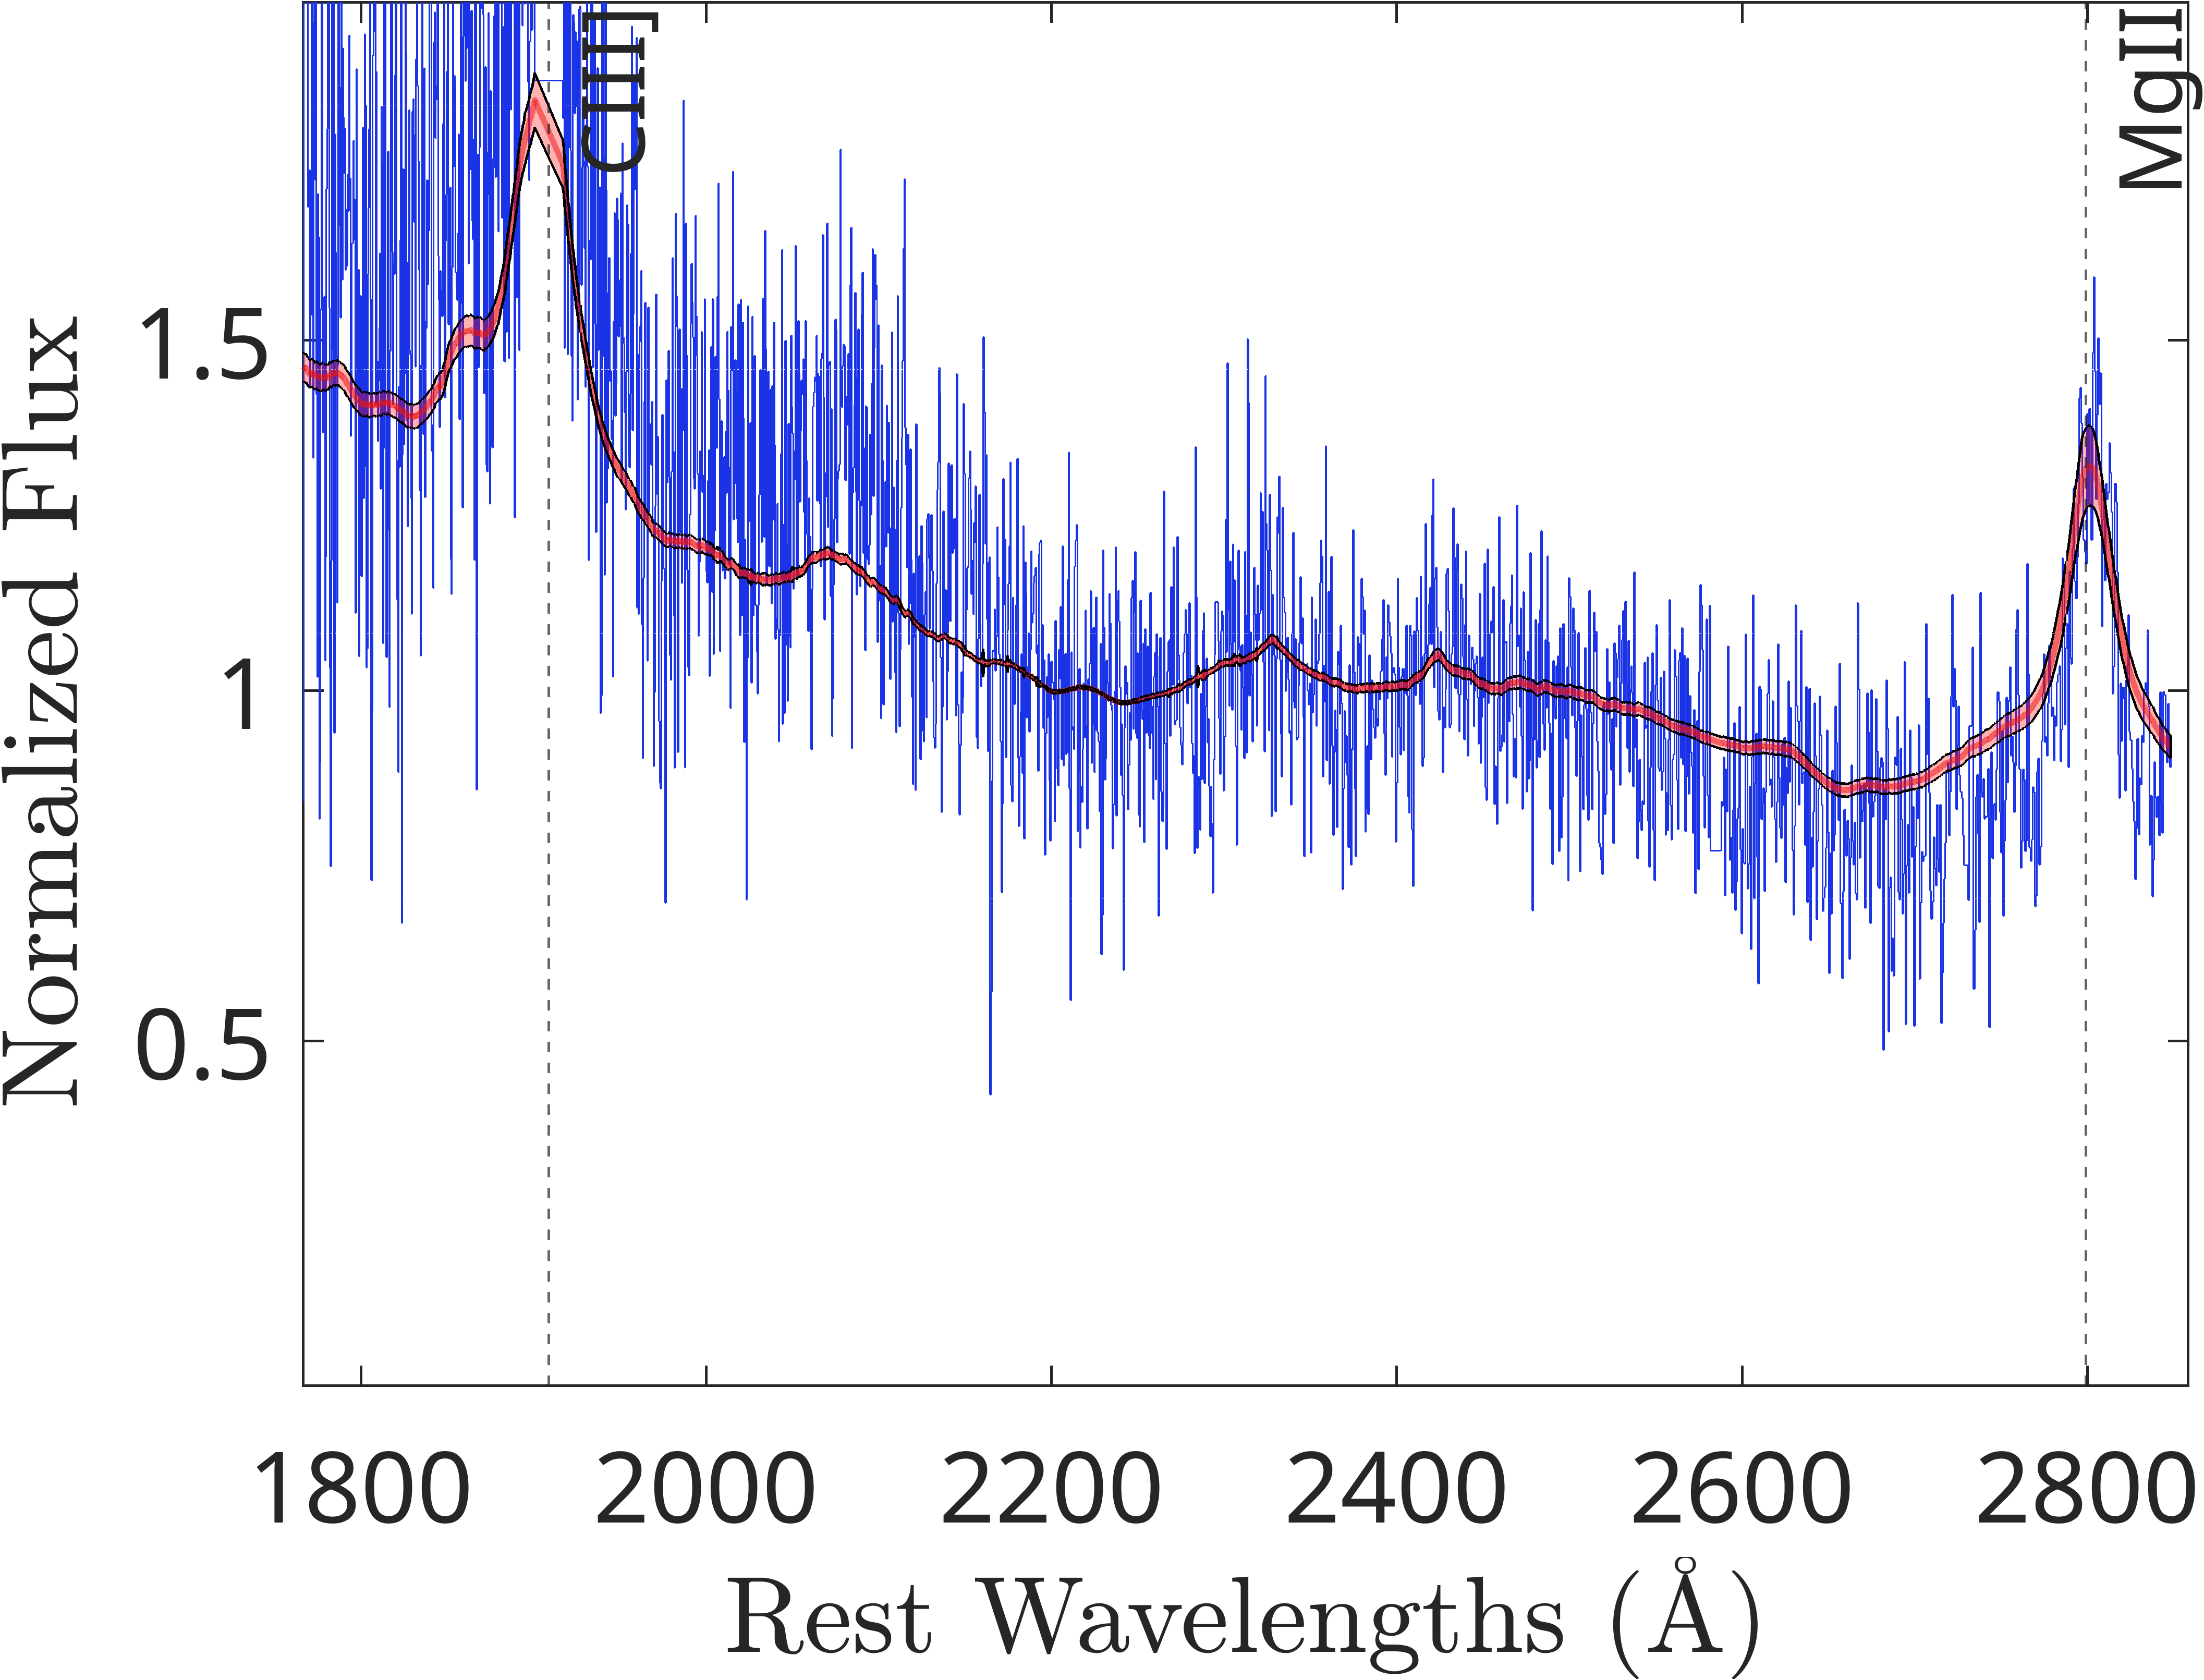 CIII]
MgII
Normalized Flux
1.5
1
0.5
1800 2000 2200 2400 2600 2800
Rest Wavelengths (Å)